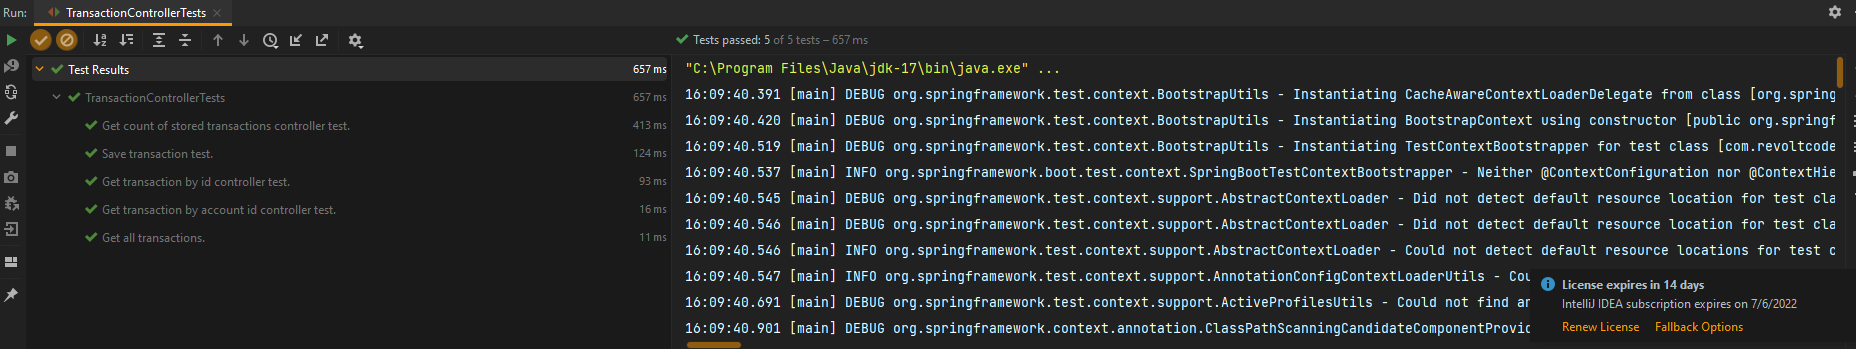 Run: TransactionControllerTests
Tests passed: 5 of 5 tests – 657 ms
Test Results 657 ms
TransactionControllerTests 657 ms
Get count of stored transactions controller test. 413 ms
Save transaction test. 124 ms
Get transaction by id controller test. 93 ms
Get transaction by account id controller test. 16 ms
Get all transactions. 11 ms
"C:\Program Files\Java\jdk-17\bin\java.exe" ...
16:09:40.391 [main] DEBUG org.springframework.test.context.BootstrapUtils - Instantiating CacheAwareContextLoaderDelegate from class [org.spring
16:09:40.420 [main] DEBUG org.springframework.test.context.BootstrapUtils - Instantiating BootstrapContext using constructor [public org.springf
16:09:40.519 [main] DEBUG org.springframework.test.context.BootstrapUtils - Instantiating TestContextBootstrapper for test class [com.revoltcode
16:09:40.537 [main] INFO org.springframework.boot.test.context.SpringBootTestContextBootstrapper - Neither @ContextConfiguration nor @ContextHie
16:09:40.545 [main] DEBUG org.springframework.test.context.support.AbstractContextLoader - Did not detect default resource location for test cla
16:09:40.546 [main] DEBUG org.springframework.test.context.support.AbstractContextLoader - Did not detect default resource location for test cla
16:09:40.546 [main] INFO org.springframework.test.context.support.AbstractContextLoader - Could not detect default resource locations for test c
16:09:40.547 [main] INFO org.springframework.test.context.support.AnnotationConfigContextLoaderUtils - Cou
16:09:40.691 [main] DEBUG org.springframework.test.context.support.ActiveProfilesUtils - Could not find an
16:09:40.901 [main] DEBUG org.springframework.context.annotation.ClassPathScanningCandidateComponentProvid
License expires in 14 days
IntelliJ IDEA subscription expires on 7/6/2022
Renew License Fallback Options